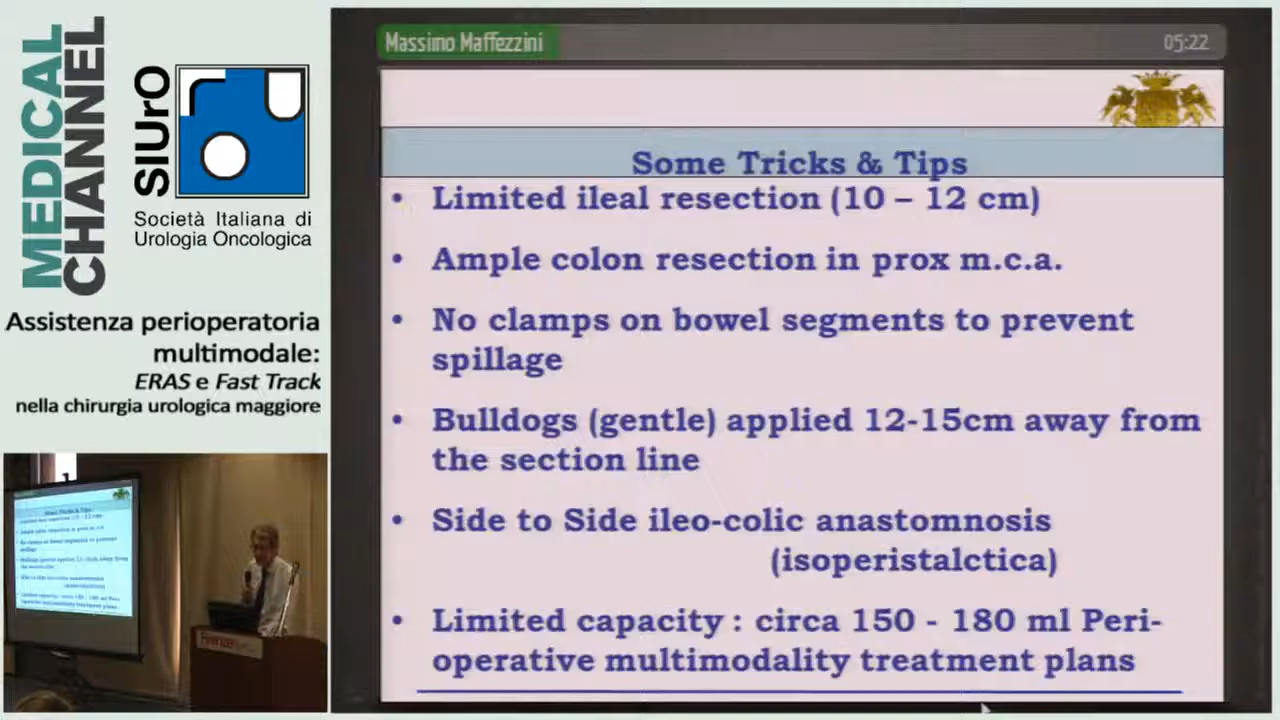 MEDICAL
CHANNEL
SIUrO
Società Italiana di
Urologia Oncologica
Assistenza perioperatoria
multimodale:
ERAS e Fast Track
nella chirurgia urologica maggiore
Massimo Maffezzini
05:22
Some Tricks & Tips
• Limited ileal resection (10 – 12 cm)
• Ample colon resection in prox m.c.a.
• No clamps on bowel segments to prevent
spillage
• Bulldogs (gentle) applied 12-15cm away from
the section line
• Side to Side ileo-colic anastomnosis
(isoperistalctica)
• Limited capacity : circa 150 - 180 ml Peri-
operative multimodality treatment plans